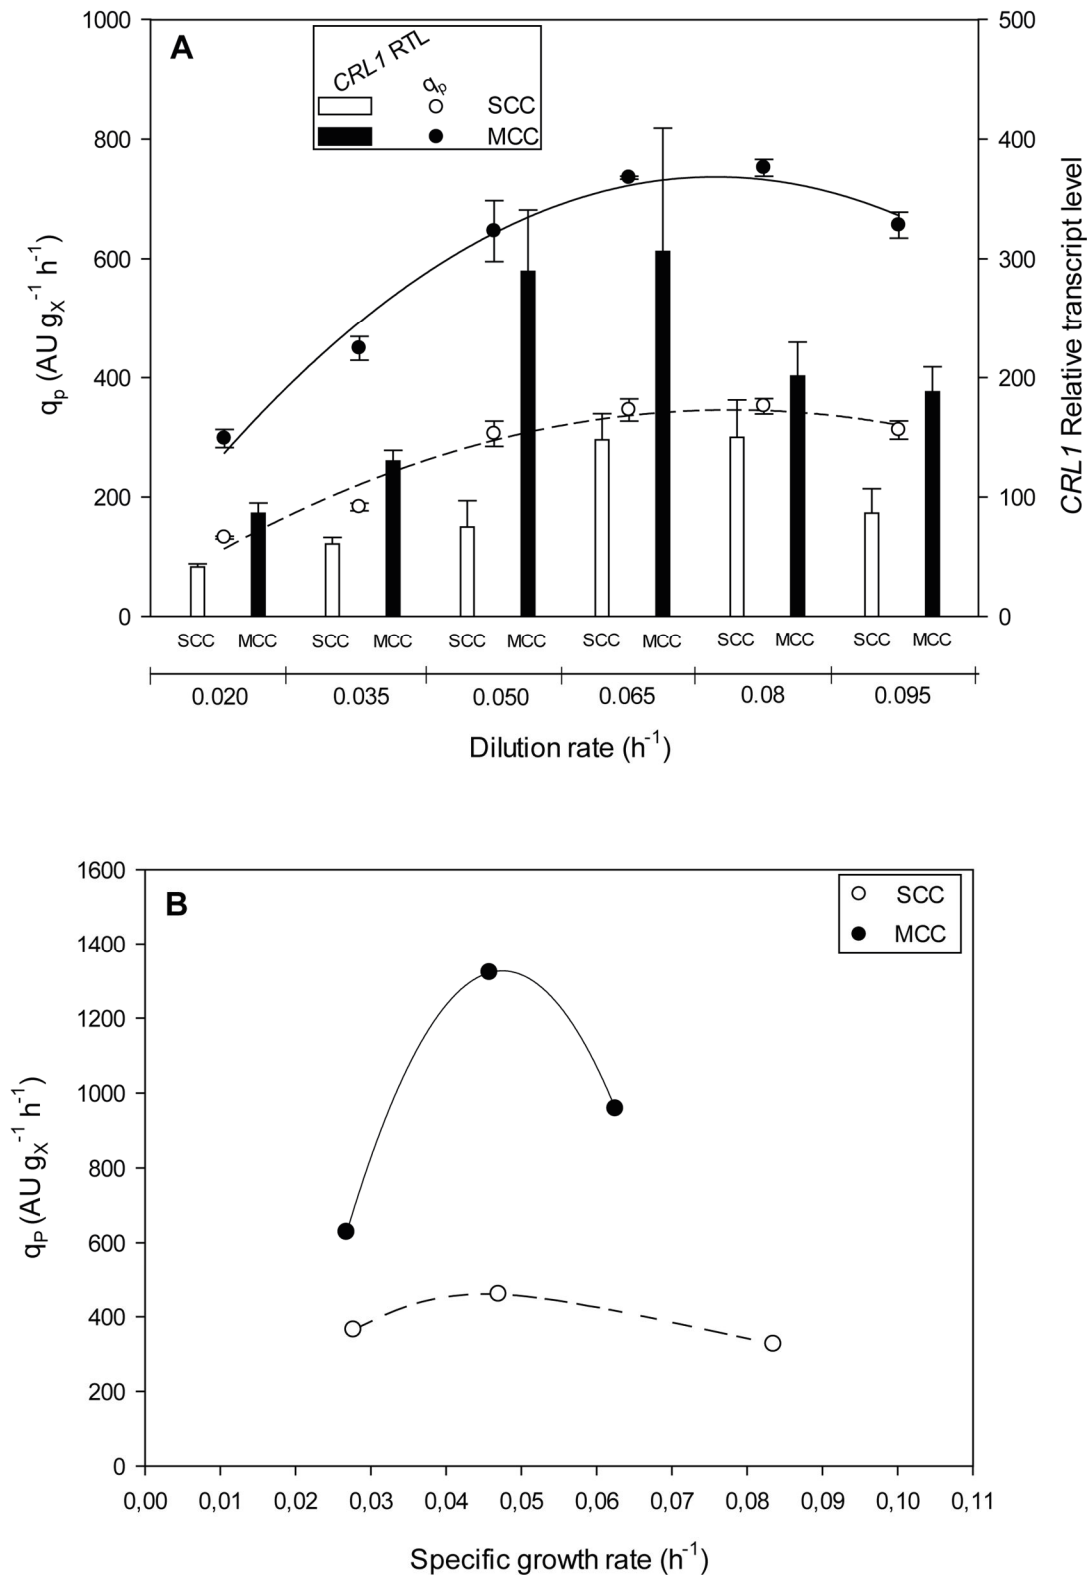 A
CRL1 RTL
qp
SCC
MCC
1000
800
600
400
200
0
500
400
300
200
100
0
qp (AU gX-1 h-1)
CRL1 Relative transcript level
SCC MCC SCC MCC SCC MCC SCC MCC SCC MCC SCC MCC
0.020 0.035 0.050 0.065 0.08 0.095
Dilution rate (h-1)
B
SCC
MCC
1600
1400
1200
1000
800
600
400
200
0
qP (AU gX-1 h-1)
0,00 0,01 0,02 0,03 0,04 0,05 0,06 0,07 0,08 0,09 0,10 0,11
Specific growth rate (h-1)